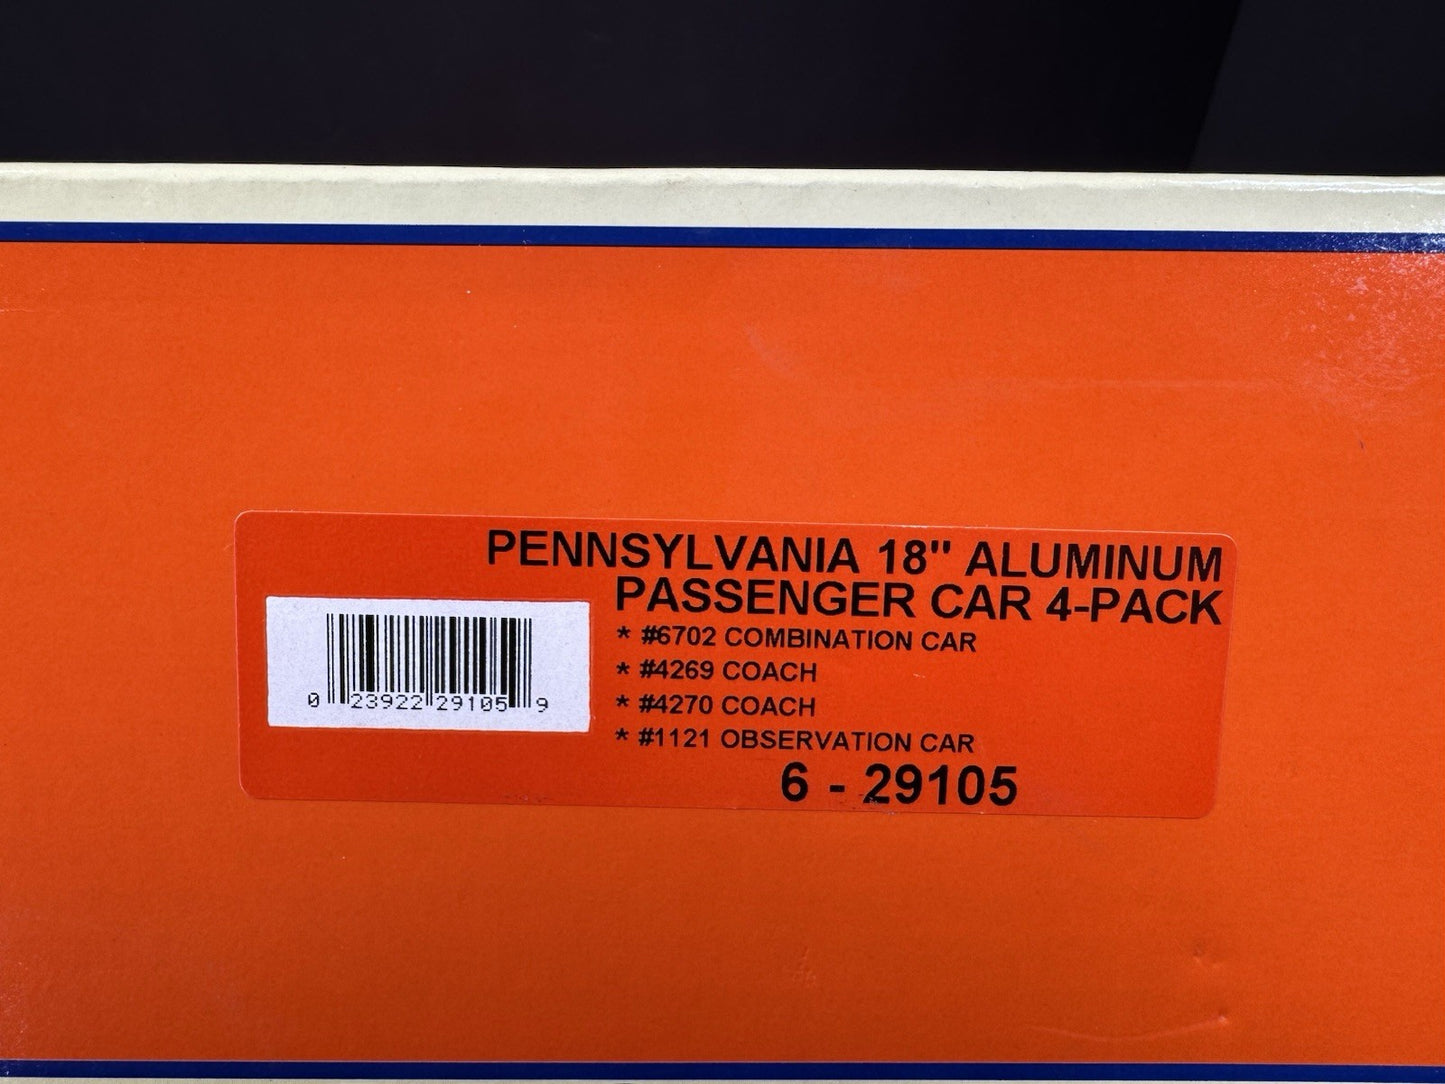 PENNSYLVANIA 18" ALUMINUM
PASSENGER CAR 4-PACK
* #6702 COMBINATION CAR
* #4269 COACH
* #4270 COACH
* #1121 OBSERVATION CAR
6 - 29105
0 23922 29105 9